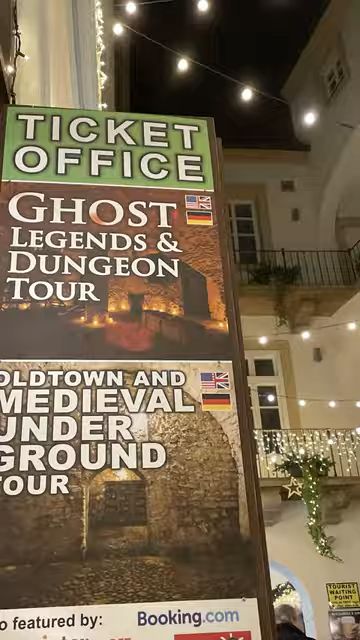 TICKET
OFFICE
GHOST
LEGENDS &
DUNGEON
TOUR
OLDTOWN AND
MEDIEVAL
UNDER
GROUND
TOUR
o featured by:
Booking.com
TOURIST
WAITING
POINT